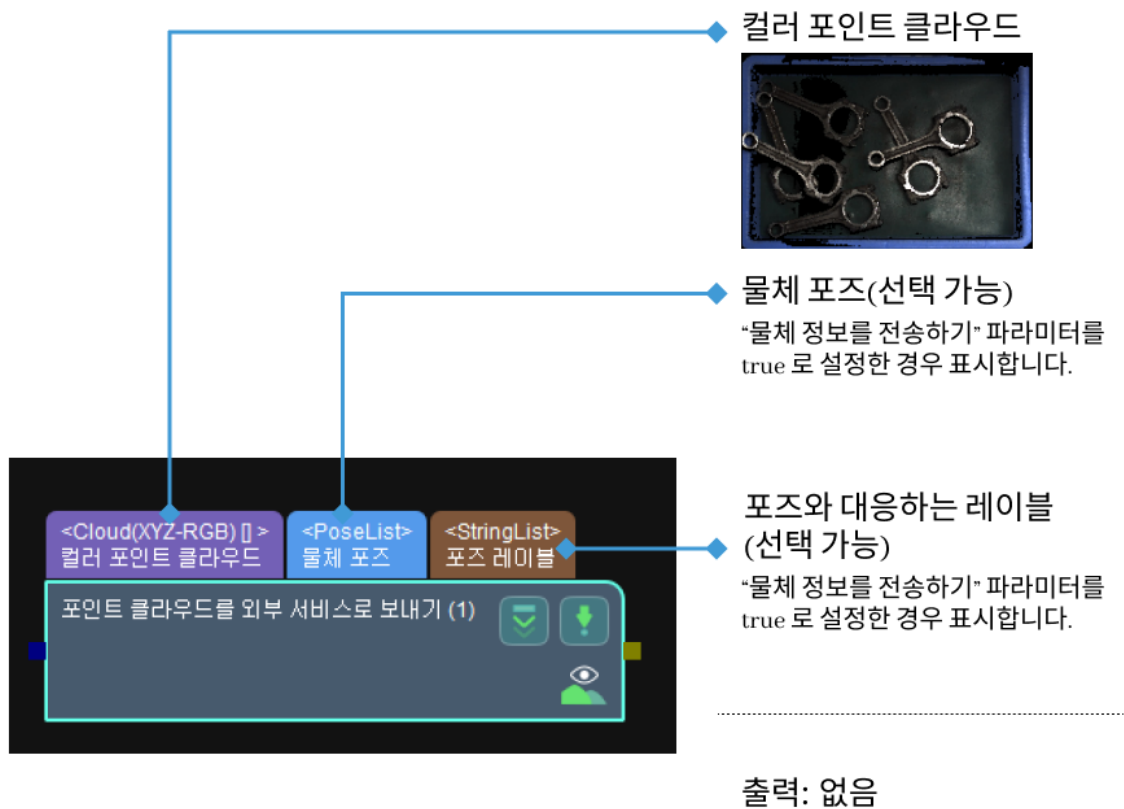 컬러 포인트 클라우드
물체 포즈(선택 가능)
“물체 정보를 전송하기” 파라미터를
true 로 설정한 경우 표시합니다.
포즈와 대응하는 레이블
(선택 가능)
“물체 정보를 전송하기” 파라미터를
true 로 설정한 경우 표시합니다.
<Cloud(XYZ-RGB) [] >
컬러 포인트 클라우드
<PoseList>
물체 포즈
<StringList>
포즈 레이블
포인트 클라우드를 외부 서비스로 보내기 (1)
출력: 없음